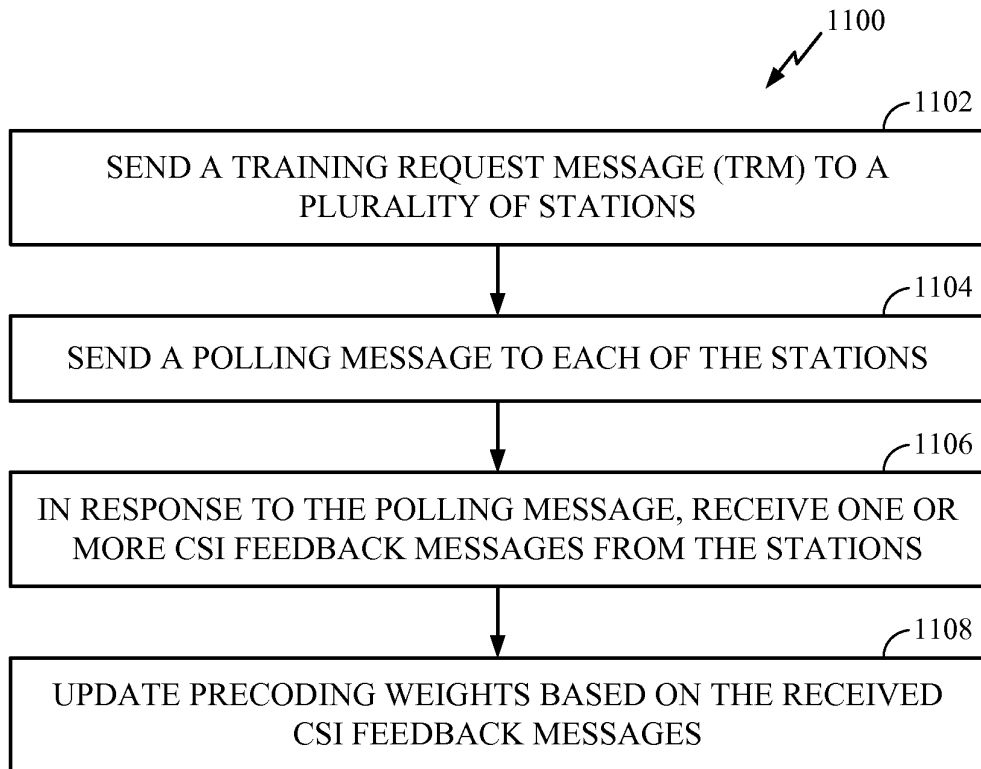 1100
1102
SEND A TRAINING REQUEST MESSAGE (TRM) TO A
PLURALITY OF STATIONS
1104
SEND A POLLING MESSAGE TO EACH OF THE STATIONS
1106
IN RESPONSE TO THE POLLING MESSAGE, RECEIVE ONE OR
MORE CSI FEEDBACK MESSAGES FROM THE STATIONS
1108
UPDATE PRECODING WEIGHTS BASED ON THE RECEIVED
CSI FEEDBACK MESSAGES